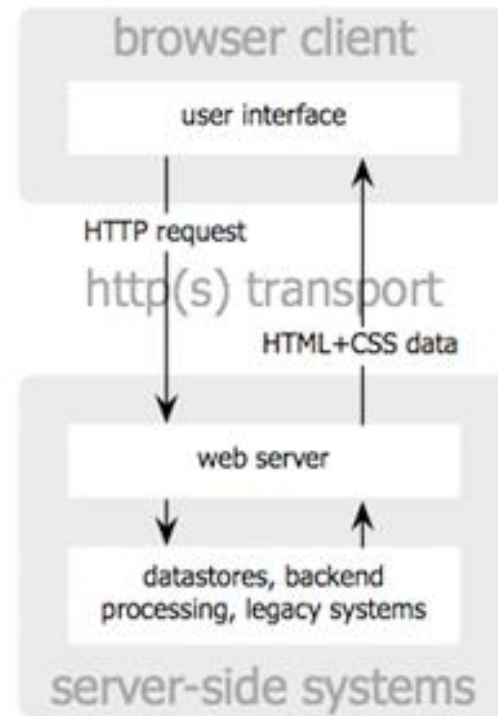 browser client
user interface
HTTP request
http(s) transport
HTML+CSS data
web server
datastores, backend
processing, legacy systems
server-side systems